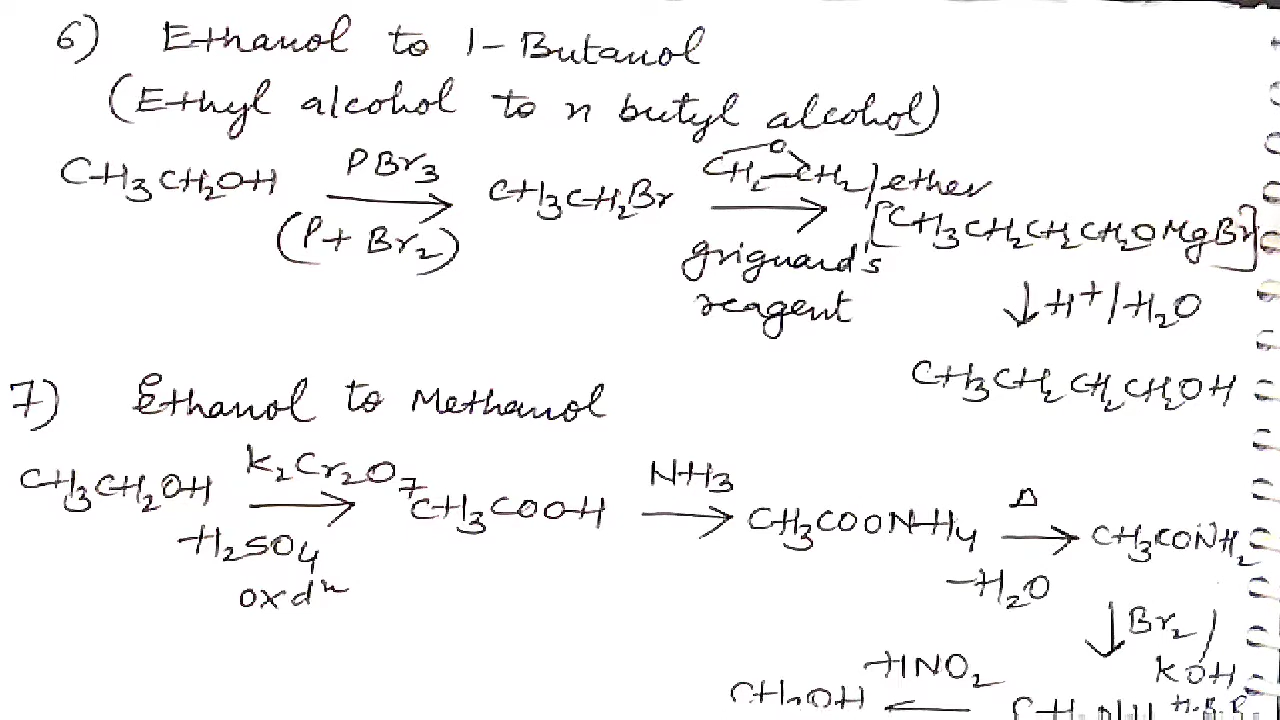 6) Ethanol to 1-Butanol
(Ethyl alcohol to n butyl alcohol)
CH3CH2OH PBr3 (P + Br2) → CH3CH2Br CH2-CH2 O / ether → griguard's reagent [CH3CH2CH2CH2OMgBr]
↓ H+ / H2O
CH3CH2CH2CH2OH
7) Ethanol to Methanol
CH3CH2OH K2Cr2O7 → H2SO4 oxdn CH3COOH NH3 → CH3COONH4 Δ → -H2O CH3CONH2
↓ Br2 / KOH
CH3OH ← HNO2